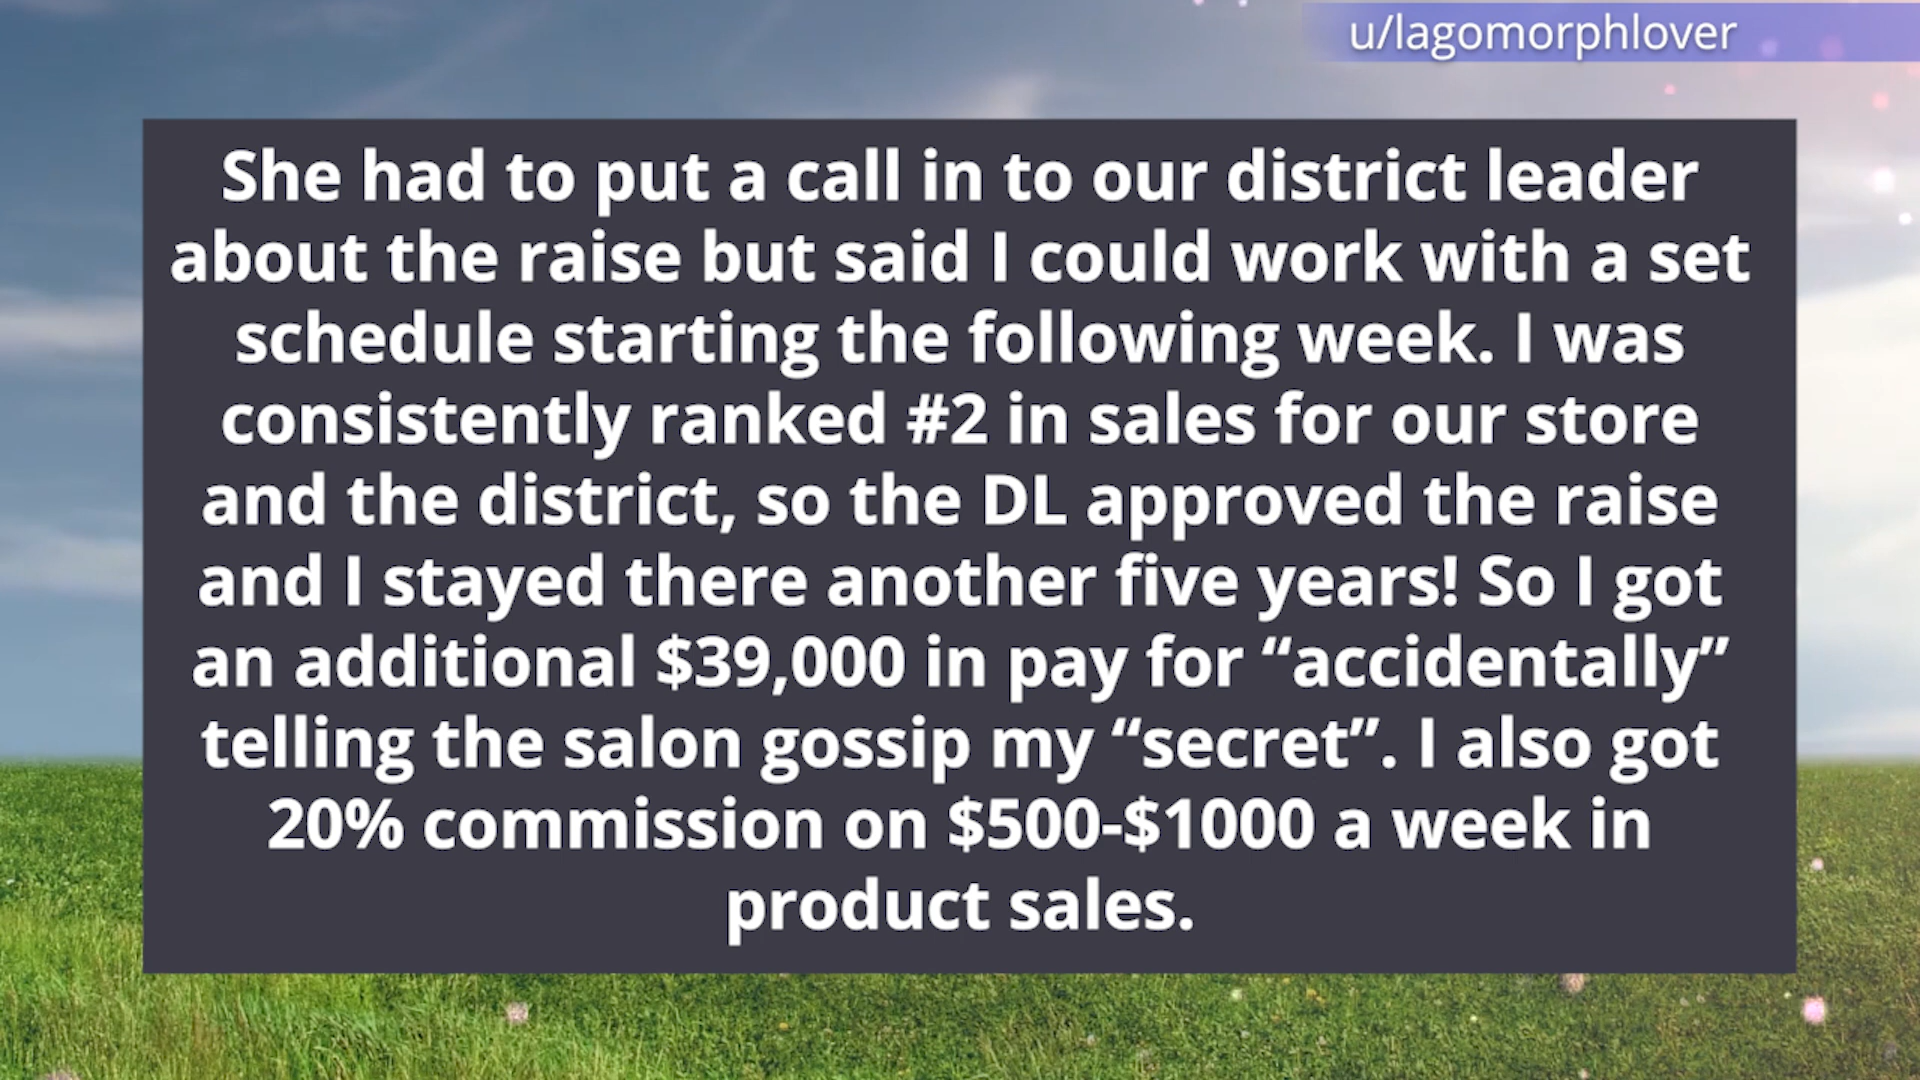 u/lagomorphlover
She had to put a call in to our district leader
about the raise but said I could work with a set
schedule starting the following week. I was
consistently ranked #2 in sales for our store
and the district, so the DL approved the raise
and I stayed there another five years! So I got
an additional $39,000 in pay for “accidentally”
telling the salon gossip my “secret”. I also got
20% commission on $500-$1000 a week in
product sales.